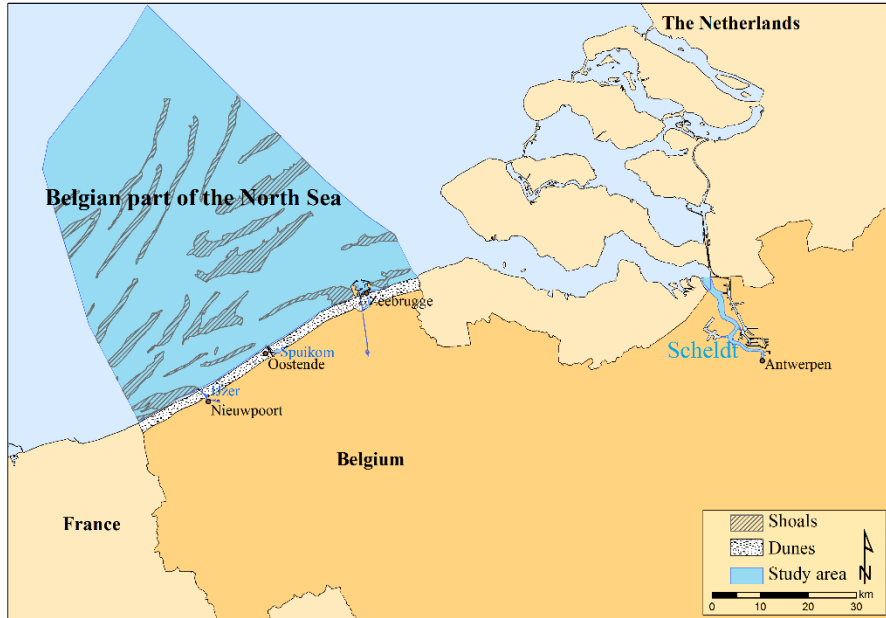 The Netherlands
Belgian part of the North Sea
Zeebrugge
Scheldt
Spuikom
Oostende
Antwerpen
IJzer
Nieuwpoort
Belgium
France
Shoals
Dunes
Study area
N
km
0 10 20 30